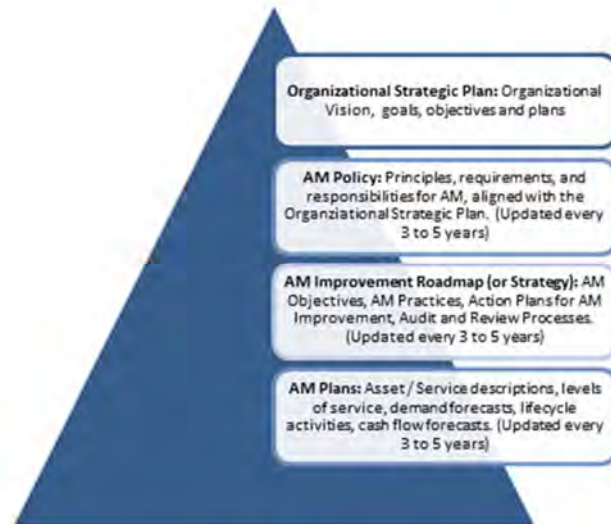 Organizational Strategic Plan: Organizational
Vision, goals, objectives and plans
AM Policy: Principles, requirements, and
responsibilities for AM, aligned with the
Organziational Strategic Plan. (Updated every
3 to 5 years)
AM Improvement Roadmap (or Strategy): AM
Objectives, AM Practices, Action Plans for AM
Improvement, Audit and Review Processes.
(Updated every 3 to 5 years)
AM Plans: Asset / Service descriptions, levels
of service, demand forecasts, lifecycle
activities, cash flow forecasts. (Updated every
3 to 5 years)